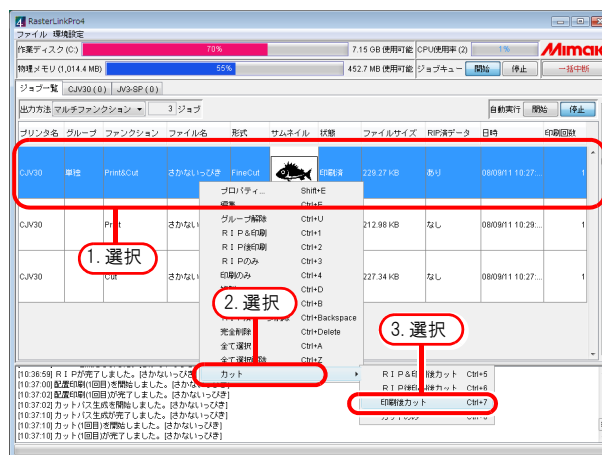 RasterLinkPro4
ファイル 環境設定
作業ディスク (C:) 70% 7.15 GB 使用可能 CPU使用率 (2) 1% Mimaki
物理メモリ (1,014.4 MB) 55% 452.7 MB 使用可能 ジョブキュー 開始 停止 一括中断
ジョブ一覧 CJV30 ( 0 ) JV3-SP ( 0 )
出力方法 マルチファンクション 3 ジョブ 自動実行 開始 停止
プリンタ名 グループ ファンクション ファイル名 形式 サムネイル 状態 ファイルサイズ RIP済データ 日時 印刷回数
CJV30 単独 Print&Cut さかないっぴき FineCut 印刷済 229.27 KB あり 08/09/11 10:27:... 1
CJV30 Print さかない 212.98 KB なし 08/09/11 10:29:... 1
CJV30 Cut さかない 227.34 KB なし 08/09/11 10:27:... 1
プロパティ... Shift+E
編集
グループ解除 Ctrl+U
ＲＩＰ&印刷 Ctrl+1
ＲＩＰ後印刷 Ctrl+2
ＲＩＰのみ Ctrl+3
印刷のみ Ctrl+4
Ctrl+D
Ctrl+B
Ctrl+Backspace
完全削除 Ctrl+Delete
全て選択 Ctrl+A
全て選択解除 Ctrl+Z
カット
ＲＩＰ&印刷後カット Ctrl+5
ＲＩＰ後印刷後カット Ctrl+6
印刷後カット Ctrl+7
1. 選択
2. 選択
3. 選択
[10:36:59] ＲＩＰが完了しました。[さかないっぴき]
[10:37:00] 配置印刷(1回目)を開始しました。[さかないっぴき]
[10:37:02] 配置印刷(1回目)が完了しました。[さかないっぴき]
[10:37:02] カットパス生成を開始しました。[さかないっぴき]
[10:37:10] カットパス生成が完了しました。[さかないっぴき]
[10:37:10] カット(1回目)を開始しました。[さかないっぴき]
[10:37:10] カット(1回目)が完了しました。[さかないっぴき]